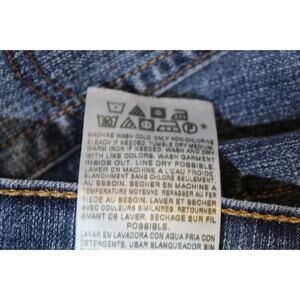 MACHINE WASH COLD. ONLY NON-CHLORINE
BLEACH IF NEEDED. TUMBLE DRY MEDIUM.
WARM IRON IF NEEDED. WASH AND DRY
WITH LIKE COLORS. WASH GARMENT
INSIDE OUT. LINE DRY POSSIBLE.
LAVER EN MACHINE À L'EAU FROIDE.
BLANCHIMENT SANS CHLORE SEULEMENT,
AU BESOIN. SECHER EN MACHINE A
TEMPERATURE MOYENNE. REPASSER TIEDE
AU BESOIN. LAVER ET SECHER
AVEC COULEURS SIMILAIRES. RETOURNER
AVANT DE LAVER. SECHAGE SUR FIL
POSSIBLE.
LAVAR EN LAVADORA CON AGUA FRIA CON
DETERGENTE. USAR BLANQUEADOR SIN